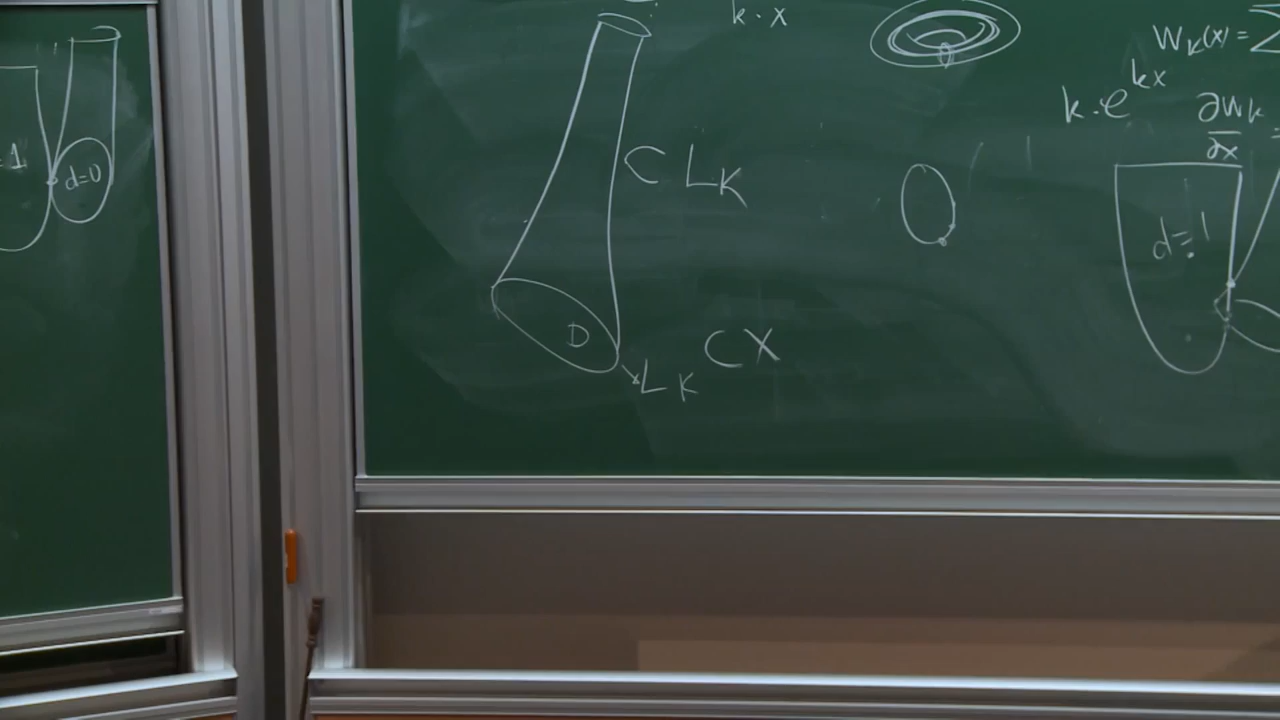 = 1
d=0
k · x
C L_K
D
L_K
C X
W_K(x) = Σ
k · e^{kx}
∂W_K / ∂x =
d=1